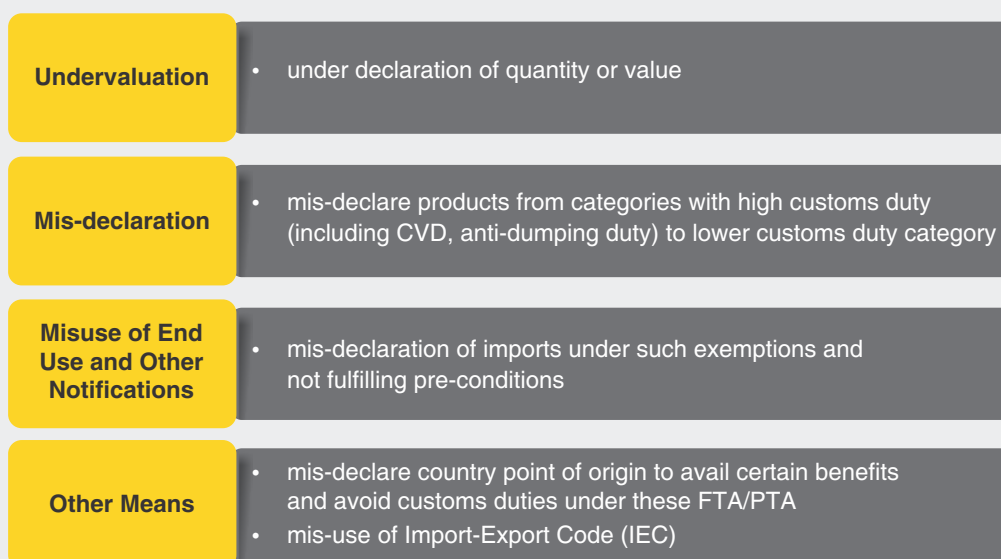 Undervaluation
• under declaration of quantity or value
Mis-declaration
• mis-declare products from categories with high customs duty
(including CVD, anti-dumping duty) to lower customs duty category
Misuse of End
Use and Other
Notifications
• mis-declaration of imports under such exemptions and
not fulfilling pre-conditions
Other Means
• mis-declare country point of origin to avail certain benefits
and avoid customs duties under these FTA/PTA
• mis-use of Import-Export Code (IEC)